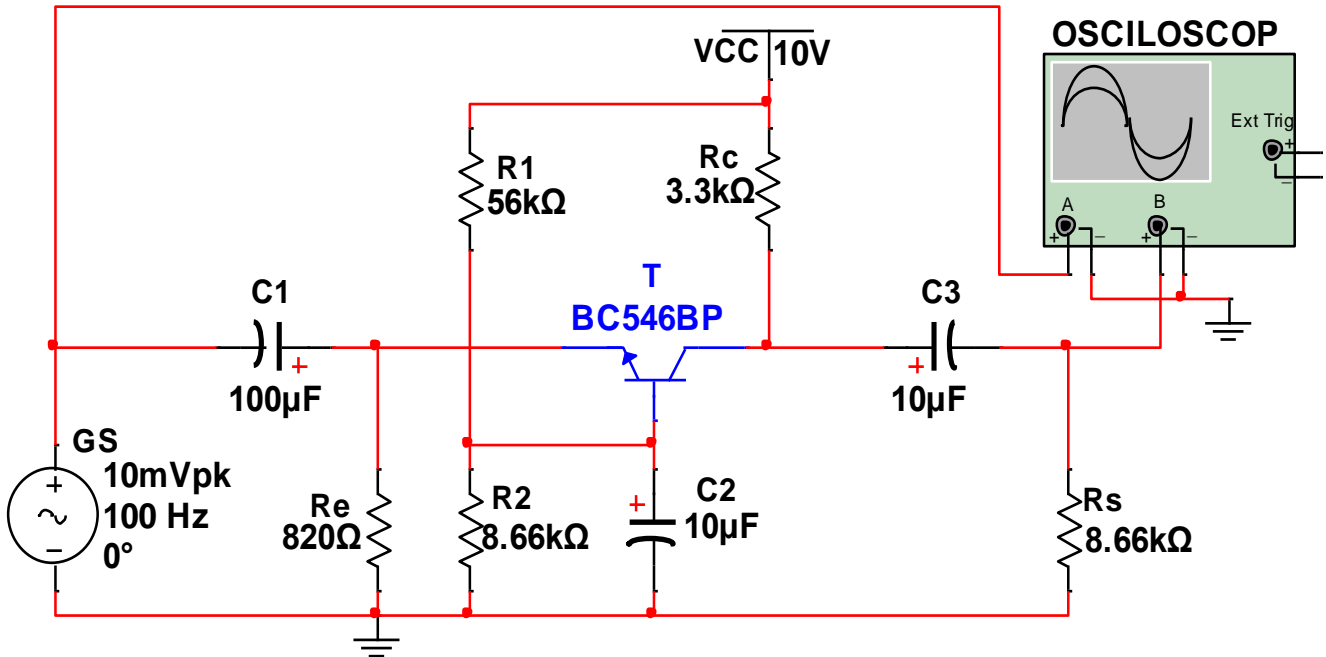 OSCILOSCOP
VCC 10V
Ext Trig
+
−
R1
56kΩ
Rc
3.3kΩ
A
B
+ − + −
T
BC546BP
C1
+
100µF
C3
+
10µF
GS
+
10mVpk
100 Hz
0°
−
Re
820Ω
R2
8.66kΩ
+
C2
10µF
Rs
8.66kΩ